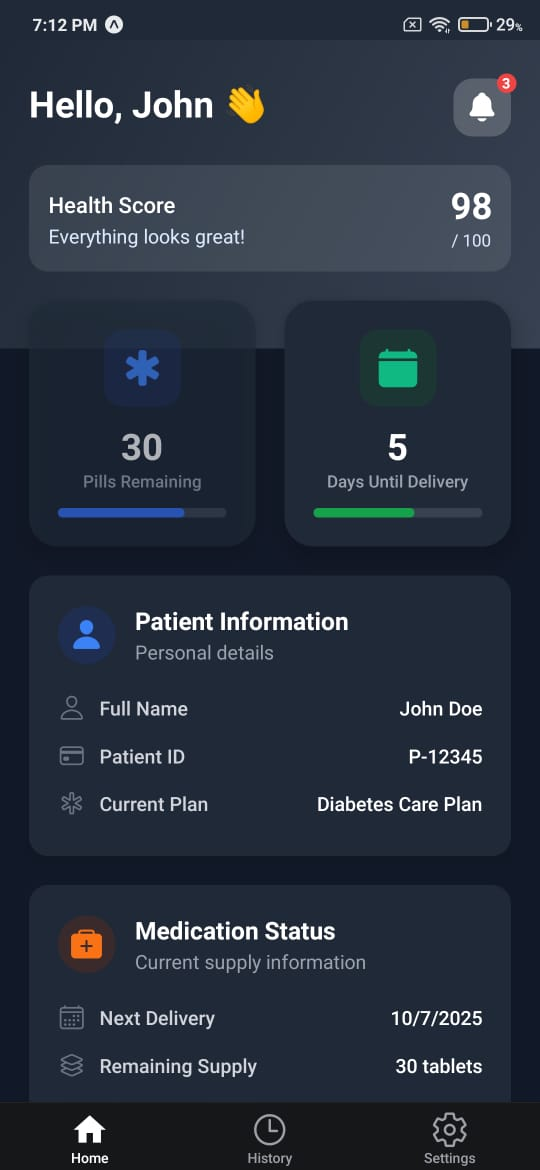 7:12 PM
29%
Hello, John 👋
3
Health Score
98
Everything looks great!
/ 100
30
Pills Remaining
5
Days Until Delivery
Patient Information
Personal details
Full Name John Doe
Patient ID P-12345
Current Plan Diabetes Care Plan
Medication Status
Current supply information
Next Delivery 10/7/2025
Remaining Supply 30 tablets
Home
History
Settings